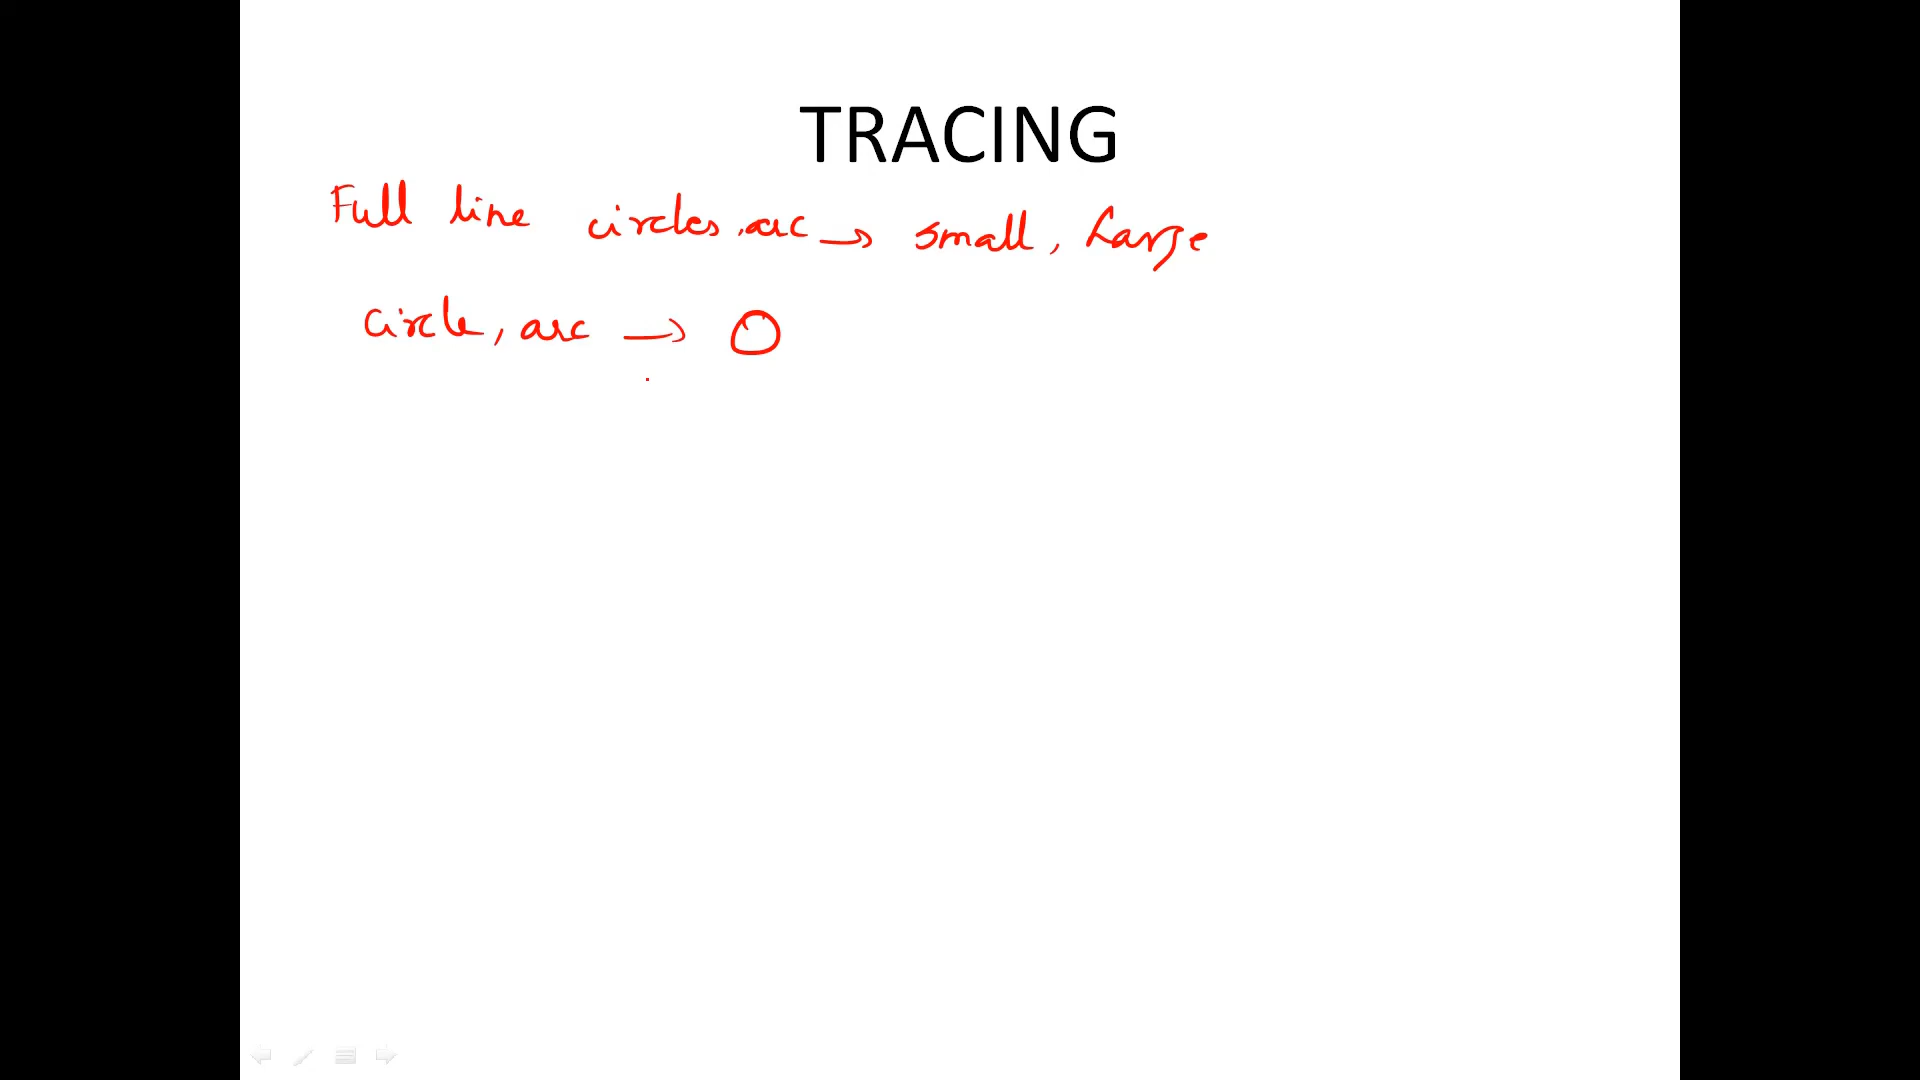 TRACING
Full line circles, arc → small, Large
circle, arc → O